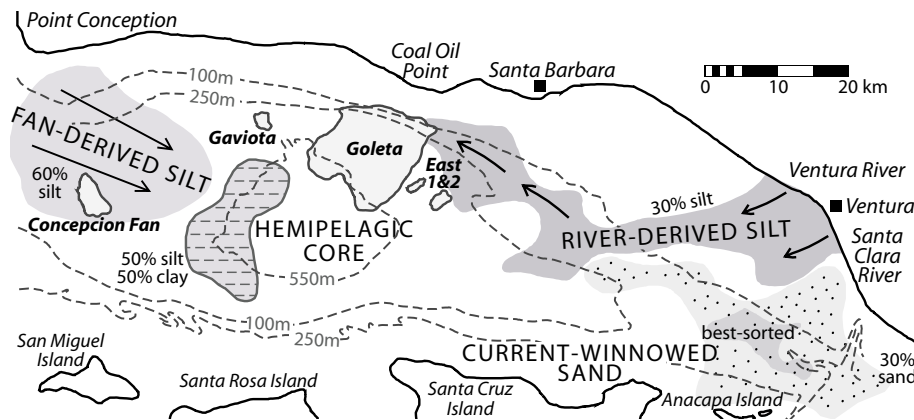 Point Conception
Coal Oil
Point
Santa Barbara
0 10 20 km
100m
250m
FAN-DERIVED SILT
Gaviota
Goleta
East
1&2
60%
silt
Concepcion Fan
HEMIPELAGIC
CORE
30% silt
RIVER-DERIVED SILT
Ventura River
Ventura
Santa
Clara
River
50% silt
50% clay
550m
100m
250m
best-sorted
CURRENT-WINNOWED
SAND
30%
sand
San Miguel
Island
Santa Rosa Island
Santa Cruz
Island
Anacapa Island